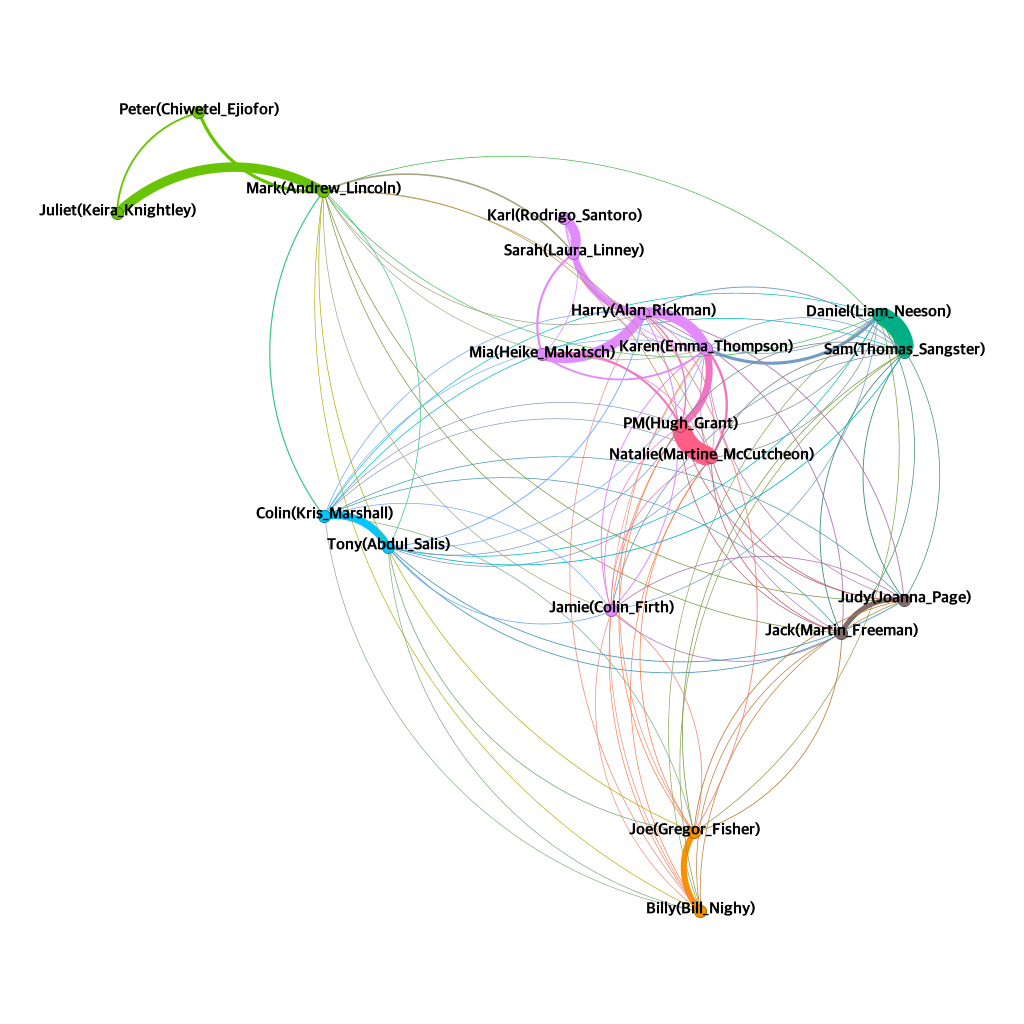 Peter(Chiwetel_Ejiofor)
Mark(Andrew_Lincoln)
Juliet(Keira_Knightley)
Karl(Rodrigo_Santoro)
Sarah(Laura_Linney)
Harry(Alan_Rickman)
Daniel(Liam_Neeson)
Karen(Emma_Thompson)
Sam(Thomas_Sangster)
Mia(Heike_Makatsch)
PM(Hugh_Grant)
Natalie(Martine_McCutcheon)
Colin(Kris_Marshall)
Tony(Abdul_Salis)
Judy(Joanna_Page)
Jamie(Colin_Firth)
Jack(Martin_Freeman)
Joe(Gregor_Fisher)
Billy(Bill_Nighy)